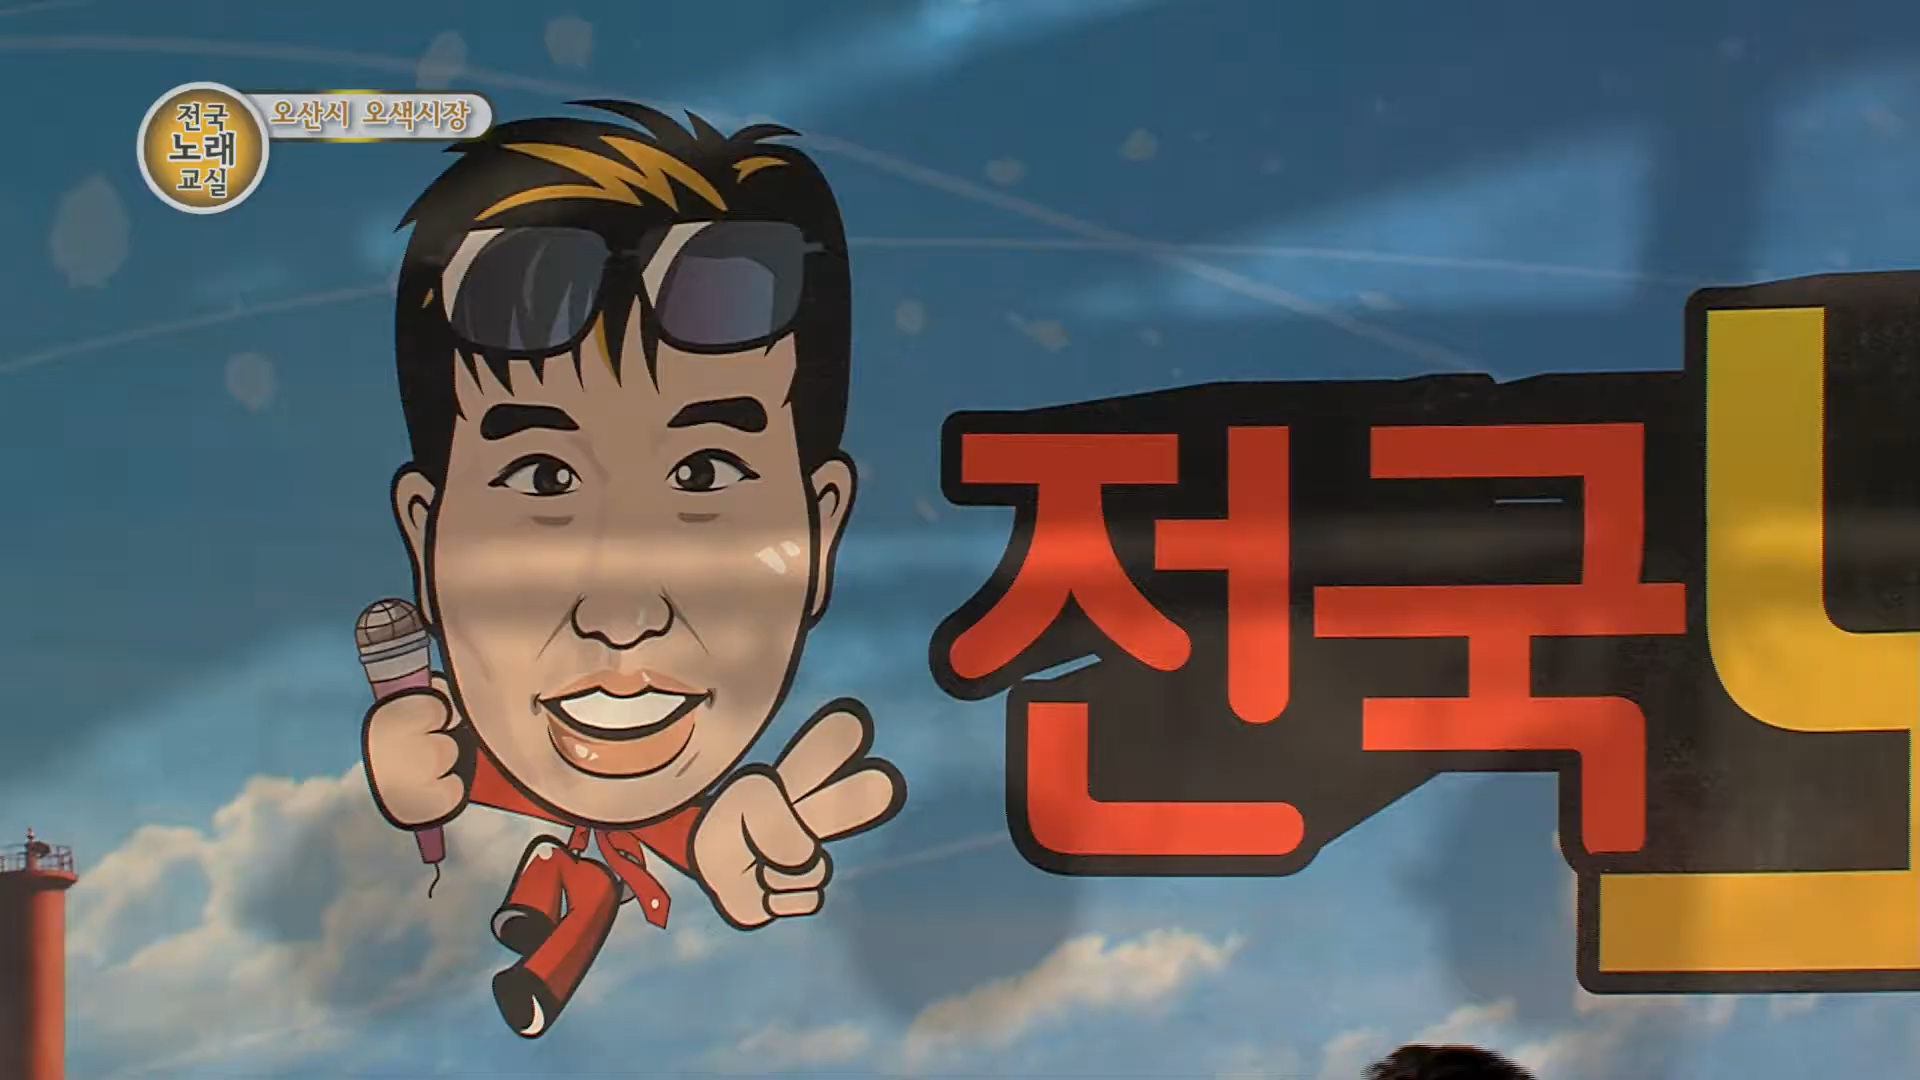 전국
노래
교실
오산시 오색시장
전국